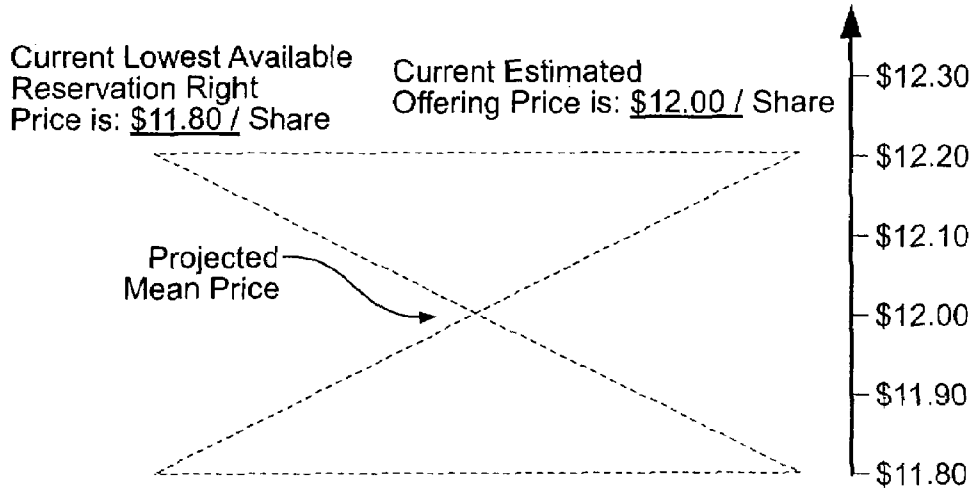 Current Lowest Available
Reservation Right
Price is: $11.80 / Share
Current Estimated
Offering Price is: $12.00 / Share
Projected
Mean Price
$12.30
$12.20
$12.10
$12.00
$11.90
$11.80